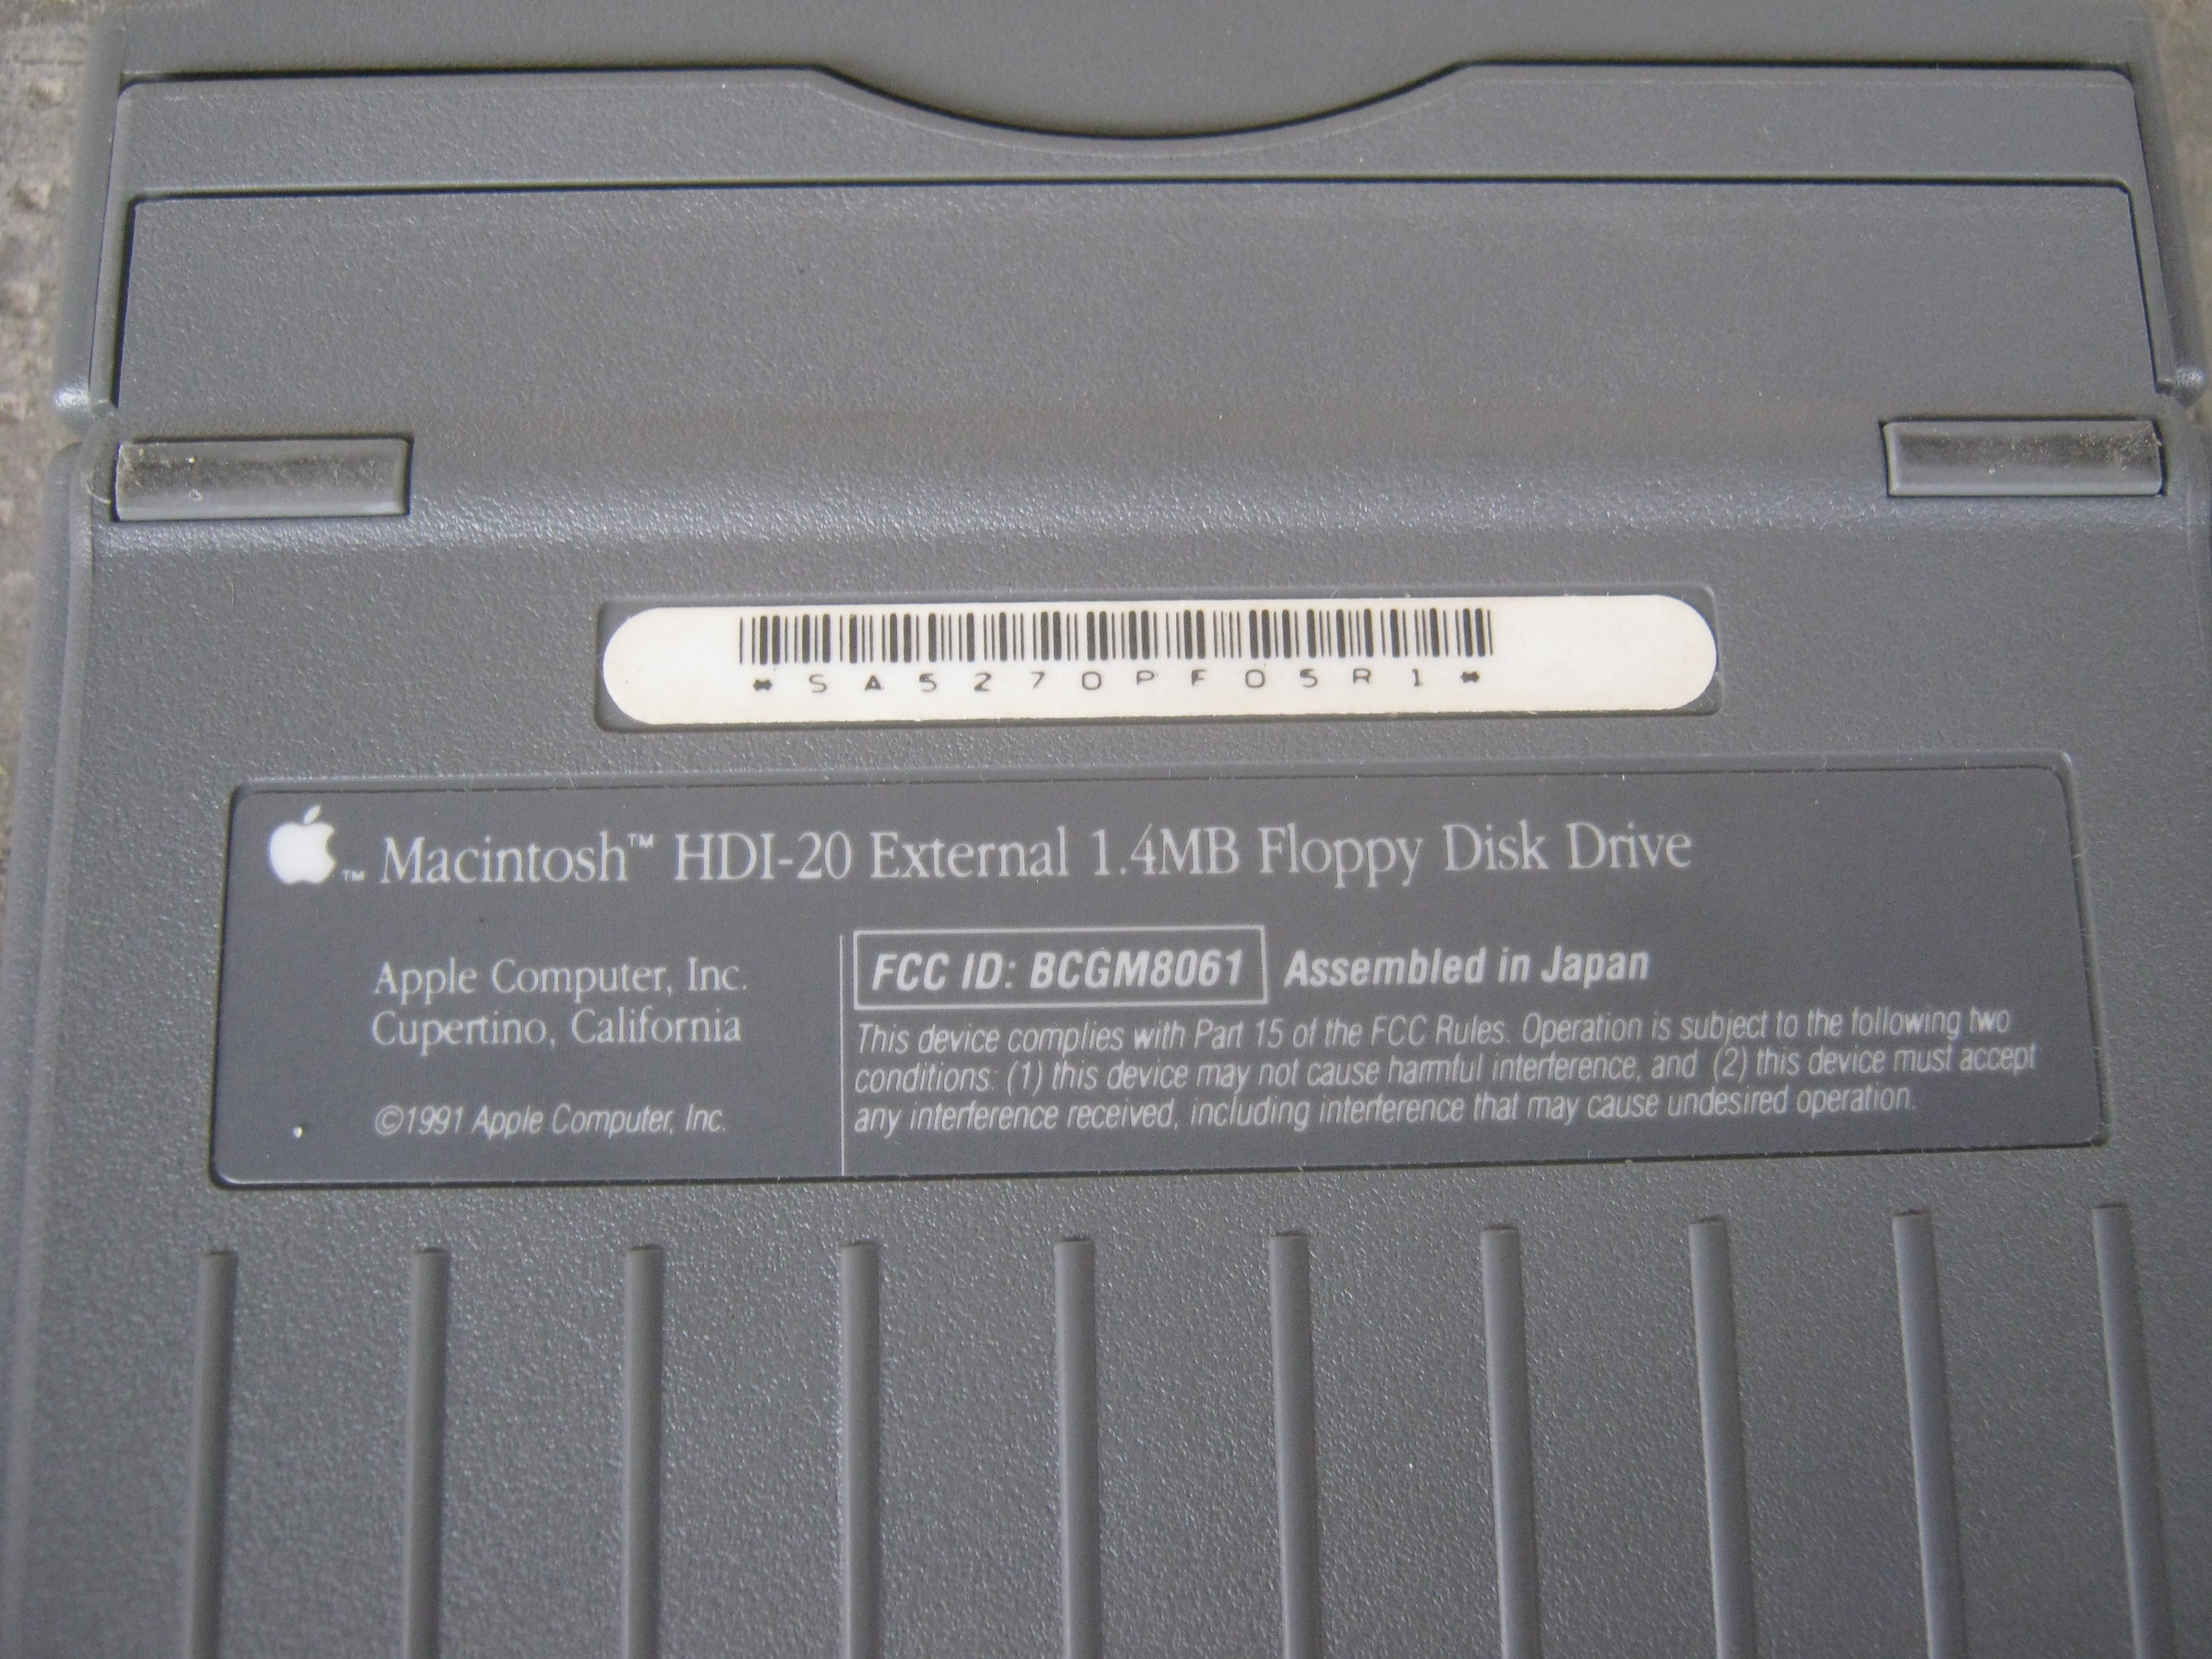 *SA5270PF05R1*
™ Macintosh™ HDI-20 External 1.4MB Floppy Disk Drive
Apple Computer, Inc.
Cupertino, California
©1991 Apple Computer, Inc.
FCC ID: BCGM8061 Assembled in Japan
This device complies with Part 15 of the FCC Rules. Operation is subject to the following two
conditions: (1) this device may not cause harmful interference, and (2) this device must accept
any interference received, including interference that may cause undesired operation.